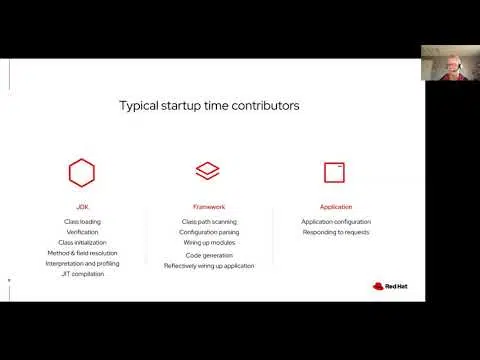 Typical startup time contributors
JDK
Class loading
Verification
Class initialization
Method & field resolution
Interpretation and profiling
JIT compilation
Framework
Class path scanning
Configuration parsing
Wiring up modules
Code generation
Reflectively wiring up application
Application
Application configuration
Responding to requests
Red Hat